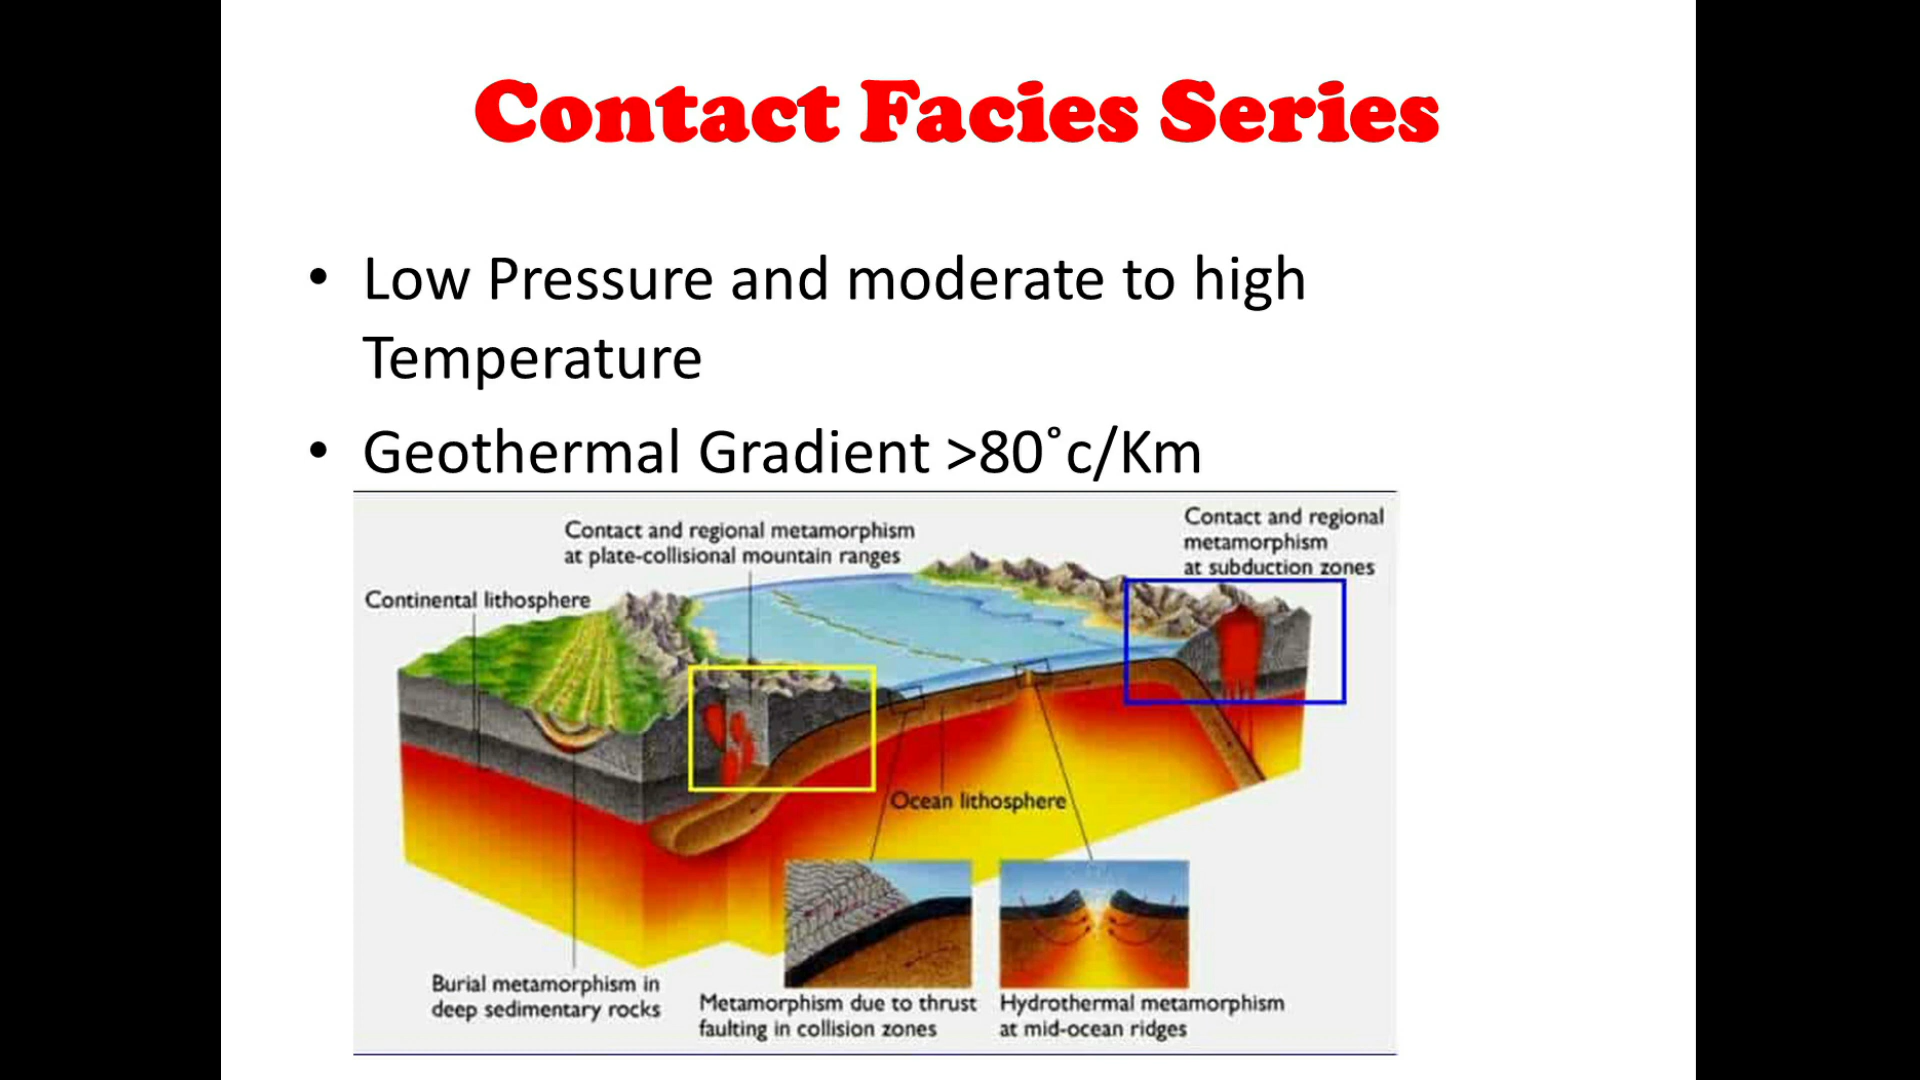 Contact Facies Series
• Low Pressure and moderate to high
Temperature
• Geothermal Gradient >80˚c/Km
Contact and regional metamorphism
at plate-collisional mountain ranges
Contact and regional
metamorphism
at subduction zones
Continental lithosphere
Ocean lithosphere
Burial metamorphism in
deep sedimentary rocks
Metamorphism due to thrust
faulting in collision zones
Hydrothermal metamorphism
at mid-ocean ridges